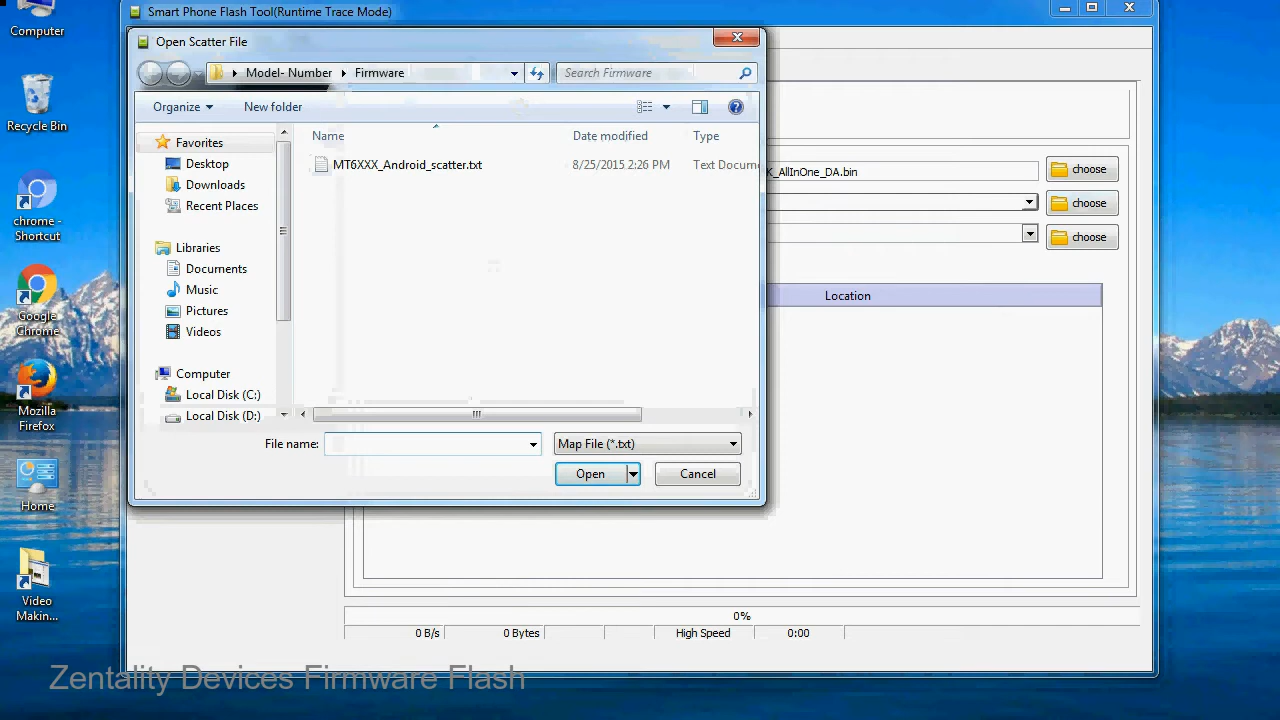 Computer
Recycle Bin
chrome - Shortcut
Google Chrome
Mozilla Firefox
Home
Video Makin...
Smart Phone Flash Tool(Runtime Trace Mode)
Open Scatter File
Model- Number Firmware
Search Firmware
Organize New folder
Favorites
Desktop
Downloads
Recent Places
Libraries
Documents
Music
Pictures
Videos
Computer
Local Disk (C:)
Local Disk (D:)
Name Date modified Type
MT6XXX_Android_scatter.txt 8/25/2015 2:26 PM Text Docum
File name: Map File (*.txt)
Open Cancel
K_AllInOne_DA.bin choose
choose
choose
Location
0%
0 B/s 0 Bytes High Speed 0:00
Zentality Devices Firmware Flash